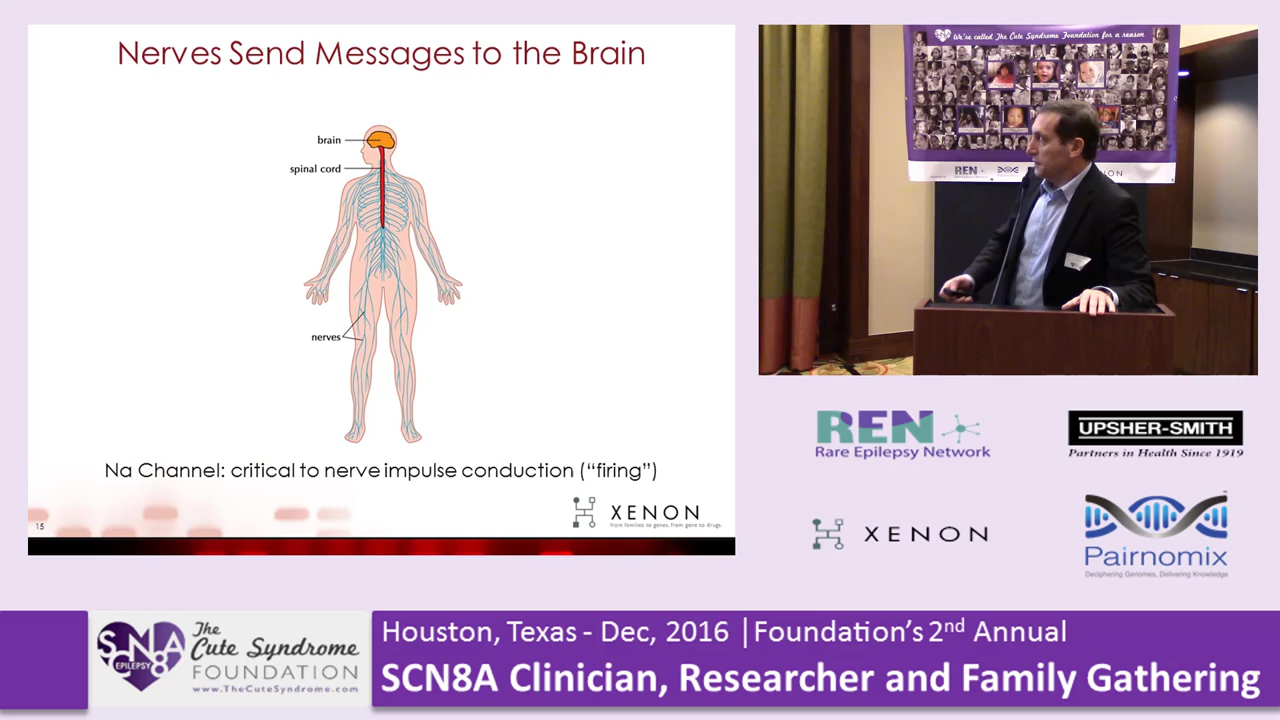 Nerves Send Messages to the Brain
brain
spinal cord
nerves
Na Channel: critical to nerve impulse conduction (“firing”)
15
XENON
from families to genes, from gene to drugs.
We're called The Cute Syndrome Foundation for a reason
REN
REN
Rare Epilepsy Network
UPSHER-SMITH
Partners in Health Since 1919
XENON
Pairnomix
Deciphering Genomes, Delivering Knowledge
SCN8A
EPILEPSY
The
Cute Syndrome
FOUNDATION
www.TheCuteSyndrome.com
Houston, Texas - Dec, 2016 | Foundation's 2nd Annual
SCN8A Clinician, Researcher and Family Gathering